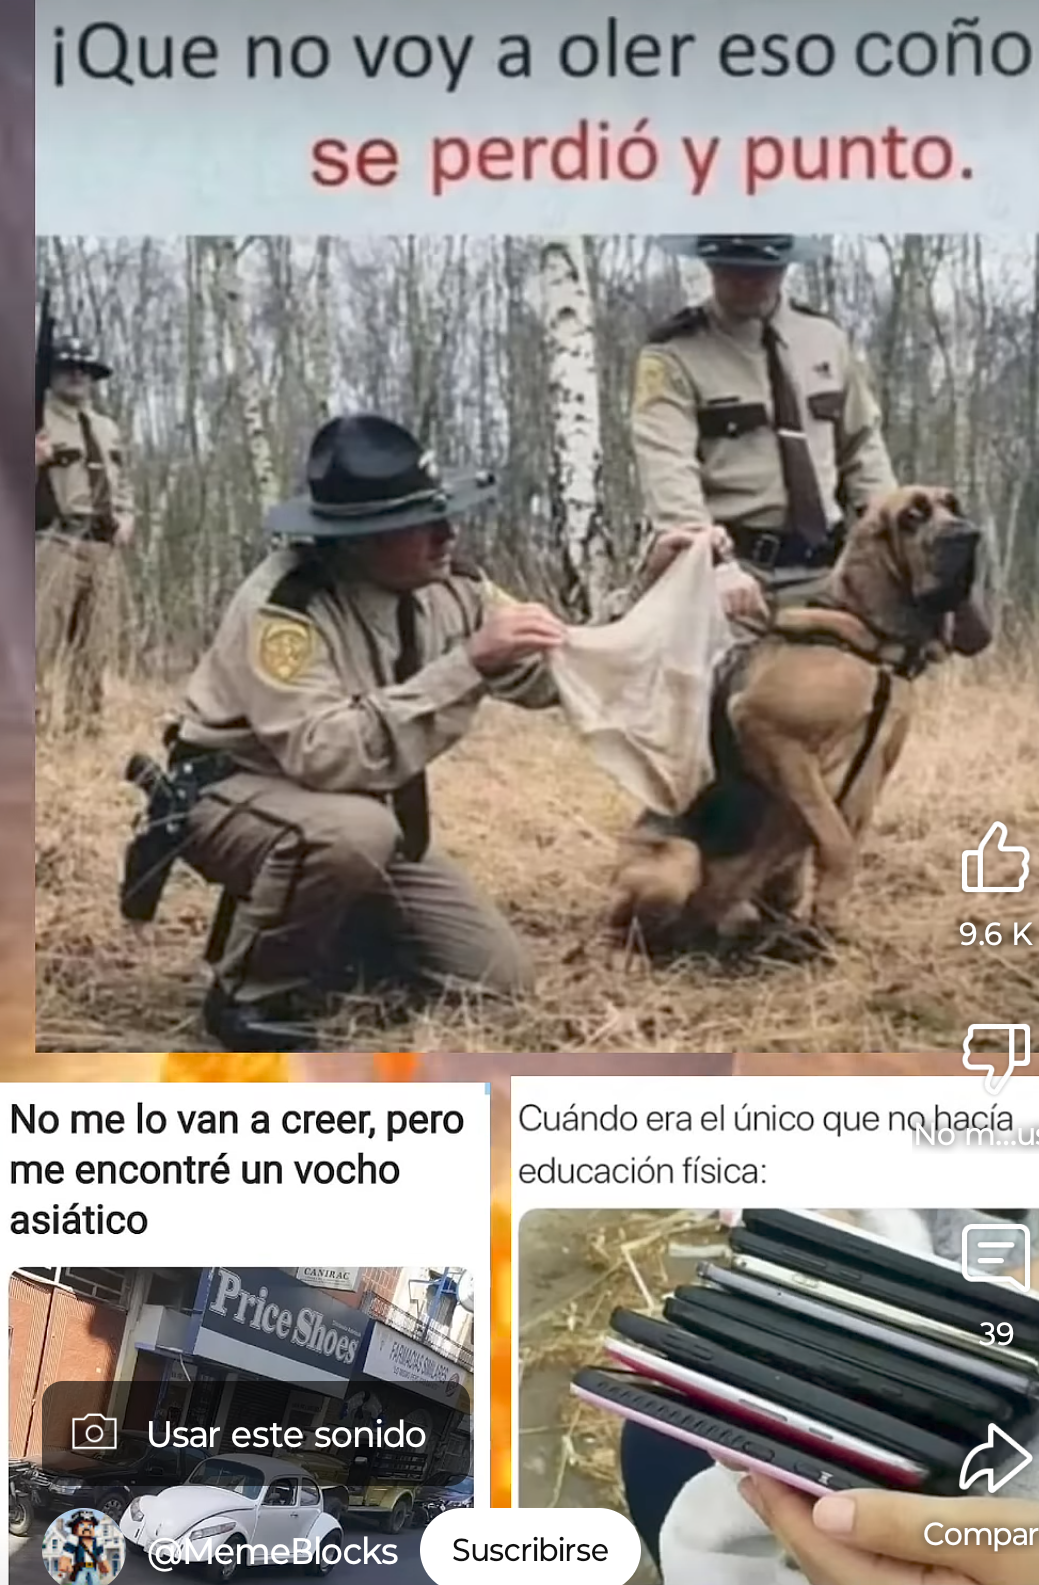 ¡Que no voy a oler eso coño
se perdió y punto.
9.6 K
No me lo van a creer, pero
me encontré un vocho
asiático
Cuándo era el único que no hacía
educación física:
No m...us
CANIRAC
Price Shoes
FARMACIAS SIMILARES
39
Usar este sonido
Compar
@MemeBlocks
Suscribirse